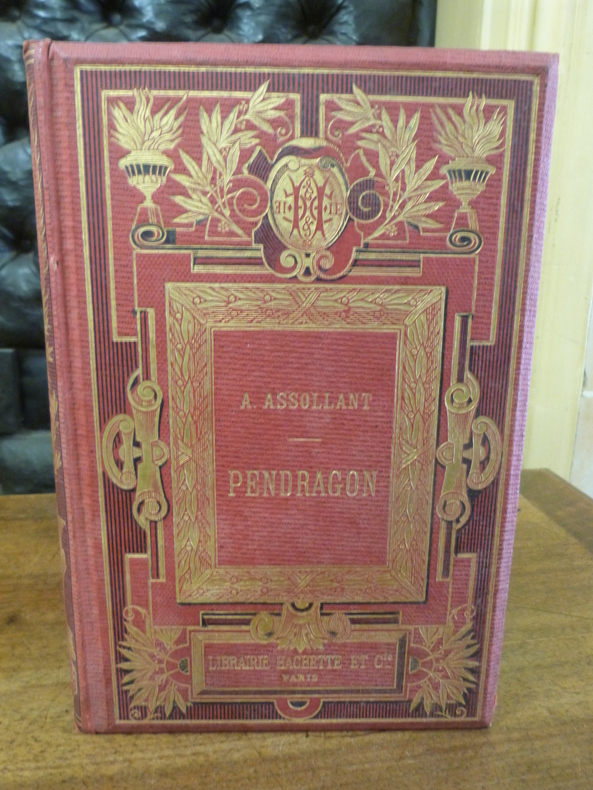 A. ASSOLLANT
PENDRAGON
LIBRAIRIE HACHETTE ET Cie
PARIS